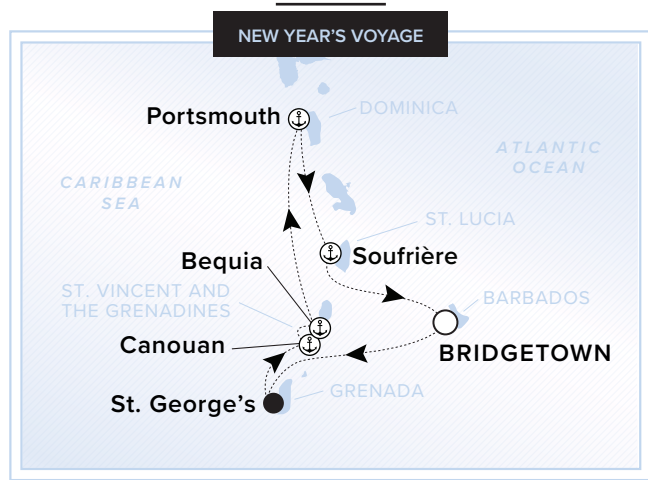 NEW YEAR’S VOYAGE
Portsmouth
DOMINICA
ATLANTIC
OCEAN
CARIBBEAN
SEA
ST. LUCIA
Soufrière
Bequia
ST. VINCENT AND
THE GRENADINES
BARBADOS
Canouan
BRIDGETOWN
GRENADA
St. George’s